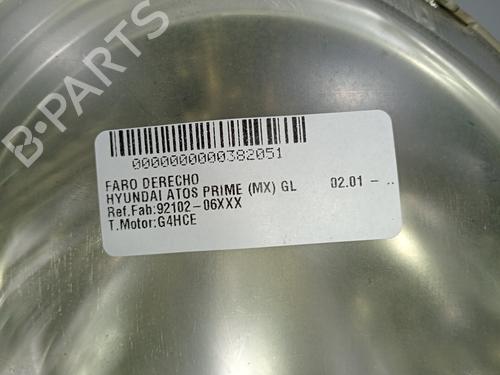 B-PARTS
0000000000382051
FARO DERECHO
HYUNDAI ATOS PRIME (MX) GL 02.01 - ..
Ref.Fab:92102-06XXX
T.Motor:G4HCE